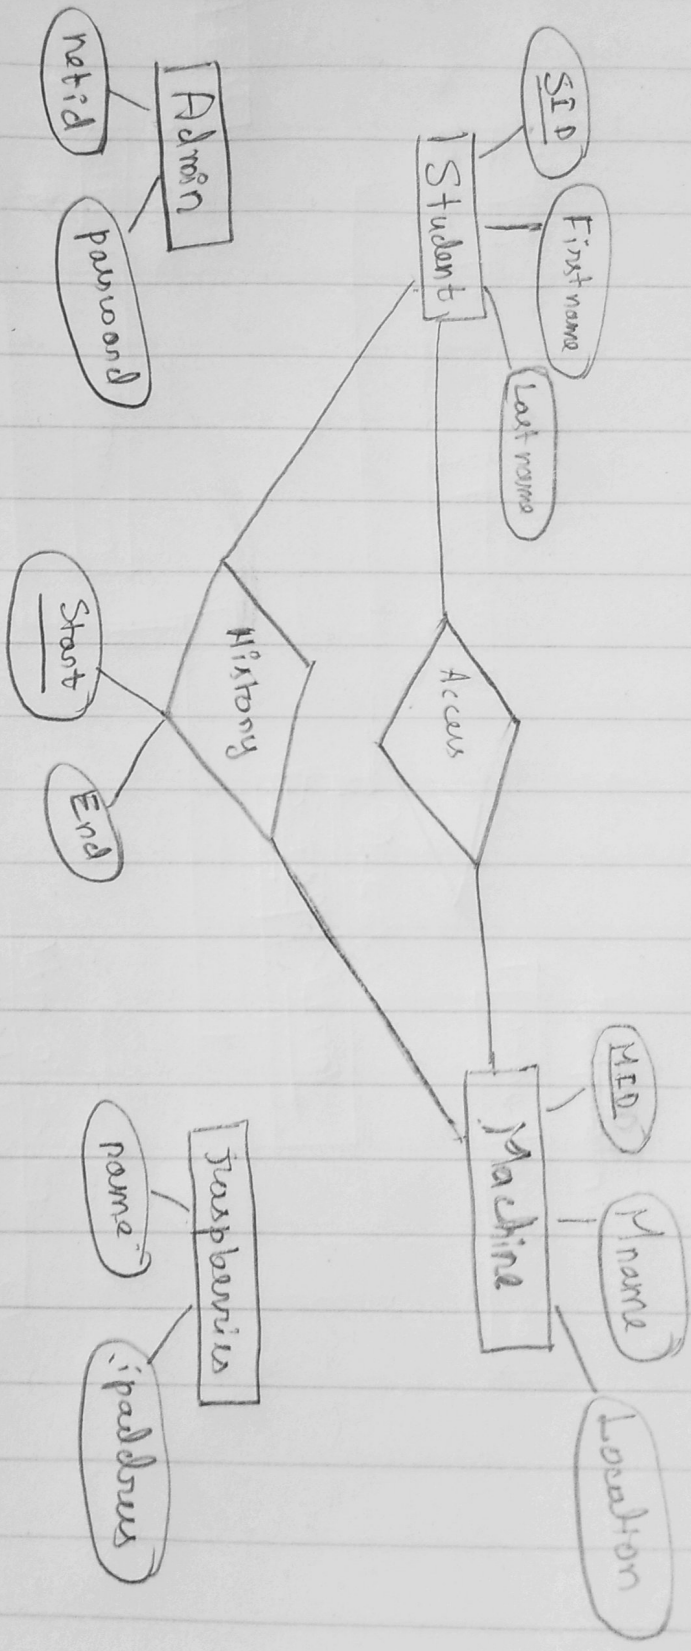 SID
First name
Last name
Student
MID
Mname
Location
Machine
Access
History
Start
End
Admin
netid
password
raspberries
name
ipaddress